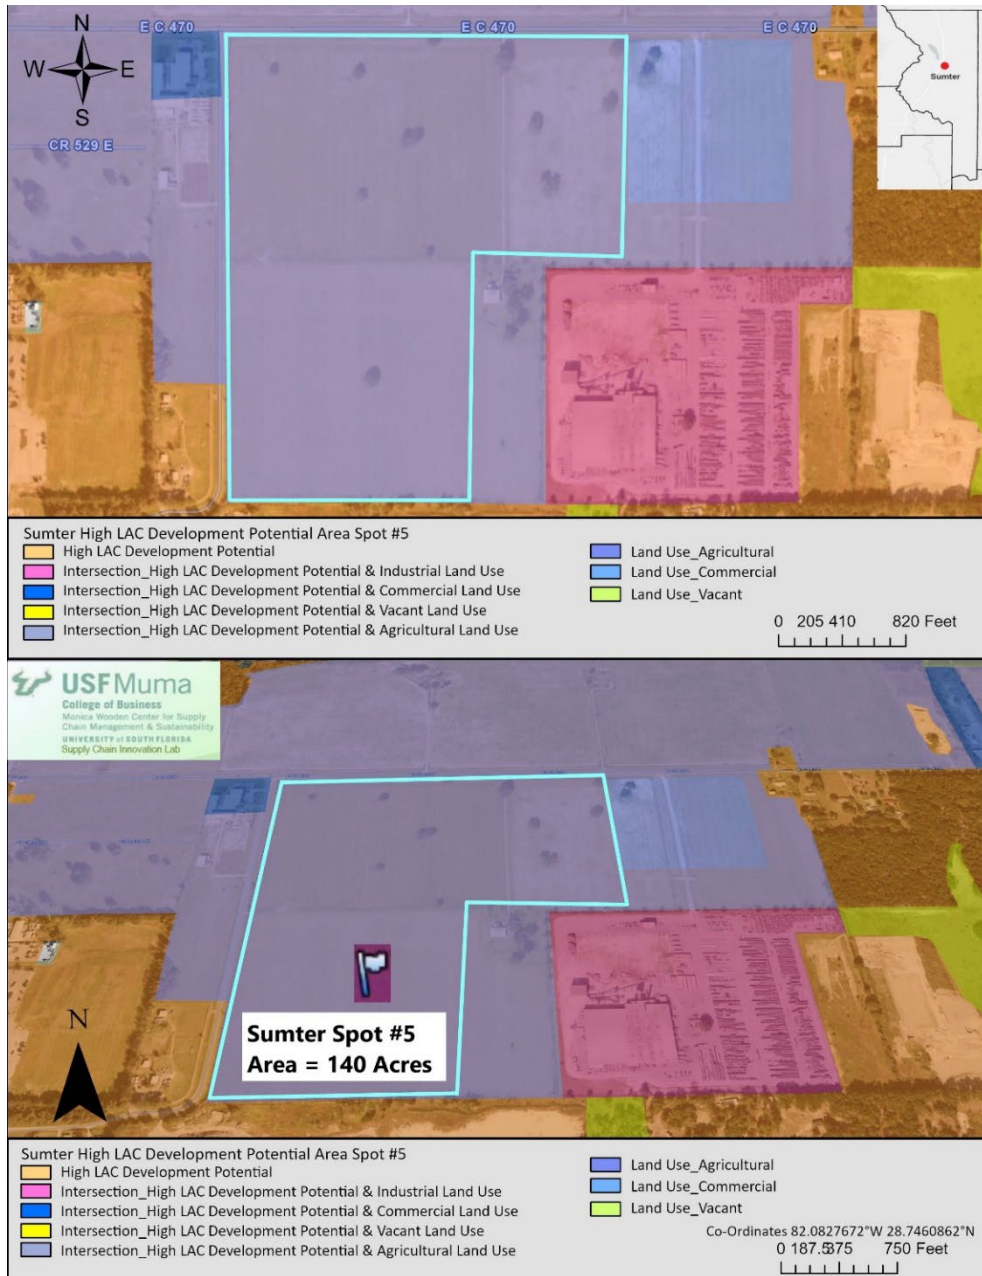 N
W E
S
E C 470 E C 470 E C 470
CR 529 E
Sumter
Sumter High LAC Development Potential Area Spot #5
High LAC Development Potential
Intersection_High LAC Development Potential & Industrial Land Use
Intersection_High LAC Development Potential & Commercial Land Use
Intersection_High LAC Development Potential & Vacant Land Use
Intersection_High LAC Development Potential & Agricultural Land Use
Land Use_Agricultural
Land Use_Commercial
Land Use_Vacant
0 205 410 820 Feet
USF Muma
College of Business
Monica Wooden Center for Supply
Chain Management & Sustainability
UNIVERSITY of SOUTH FLORIDA
Supply Chain Innovation Lab
Sumter Spot #5
Area = 140 Acres
N
Sumter High LAC Development Potential Area Spot #5
High LAC Development Potential
Intersection_High LAC Development Potential & Industrial Land Use
Intersection_High LAC Development Potential & Commercial Land Use
Intersection_High LAC Development Potential & Vacant Land Use
Intersection_High LAC Development Potential & Agricultural Land Use
Land Use_Agricultural
Land Use_Commercial
Land Use_Vacant
Co-Ordinates 82.0827672°W 28.7460862°N
0 187.5375 750 Feet